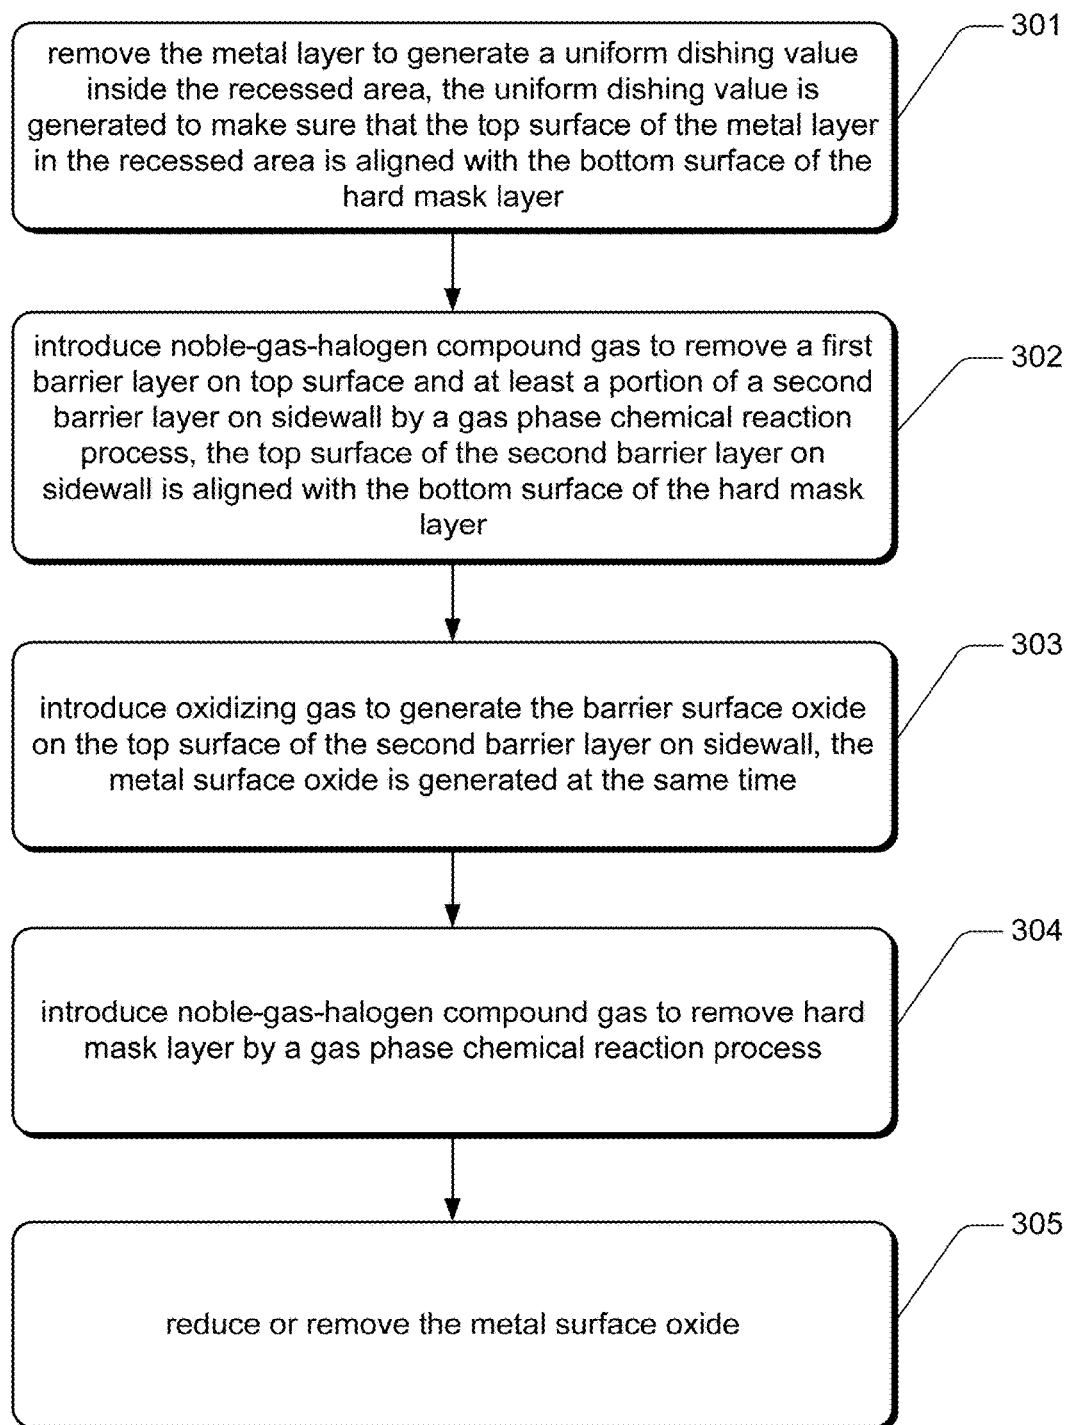 301
remove the metal layer to generate a uniform dishing value
inside the recessed area, the uniform dishing value is
generated to make sure that the top surface of the metal layer
in the recessed area is aligned with the bottom surface of the
hard mask layer
302
introduce noble-gas-halogen compound gas to remove a first
barrier layer on top surface and at least a portion of a second
barrier layer on sidewall by a gas phase chemical reaction
process, the top surface of the second barrier layer on
sidewall is aligned with the bottom surface of the hard mask
layer
303
introduce oxidizing gas to generate the barrier surface oxide
on the top surface of the second barrier layer on sidewall, the
metal surface oxide is generated at the same time
304
introduce noble-gas-halogen compound gas to remove hard
mask layer by a gas phase chemical reaction process
305
reduce or remove the metal surface oxide